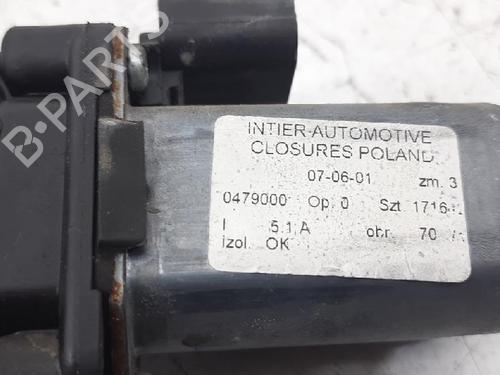 INTIER-AUTOMOTIVE
CLOSURES POLAND
07-06-01 zm. 3
0479000 Op. 0 Szt. 1716
I 5.1 A obr. 70
izol. OK
B-PARTS